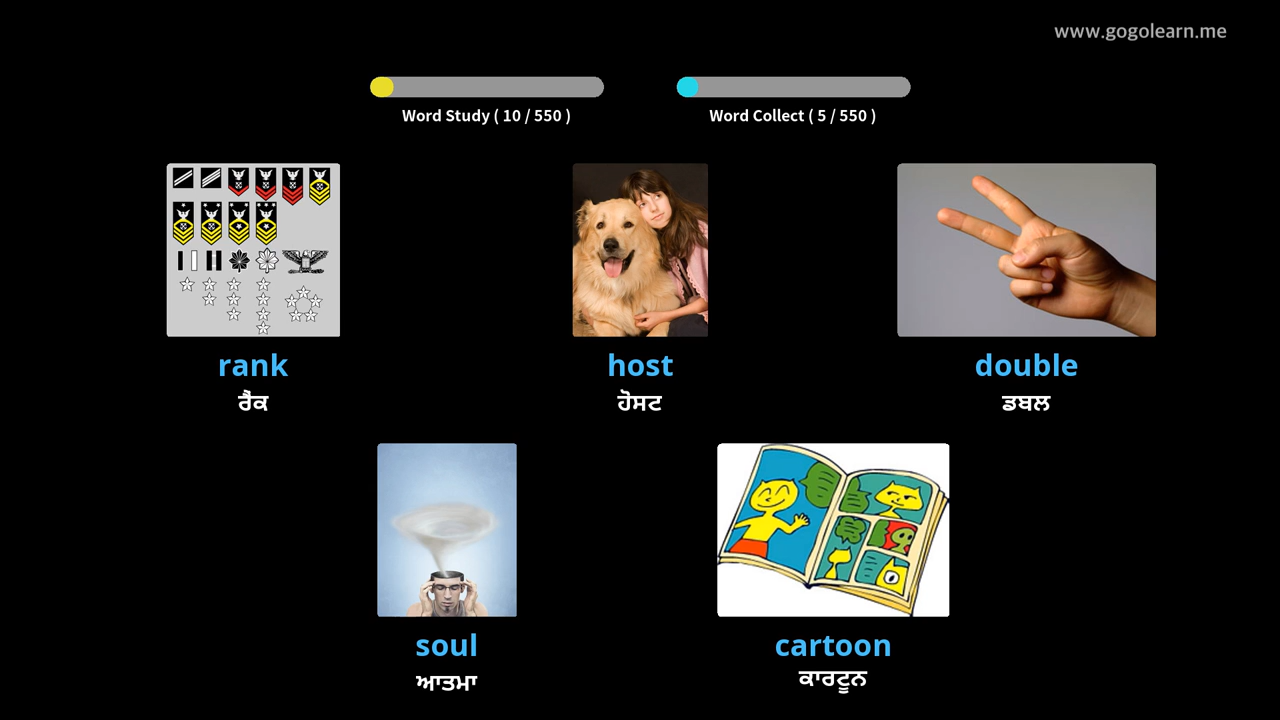 www.gogolearn.me
Word Study ( 10 / 550 )
Word Collect ( 5 / 550 )
rank
ਰੈਂਕ
host
ਹੋਸਟ
double
ਡਬਲ
soul
ਆਤਮਾ
cartoon
ਕਾਰਟੂਨ